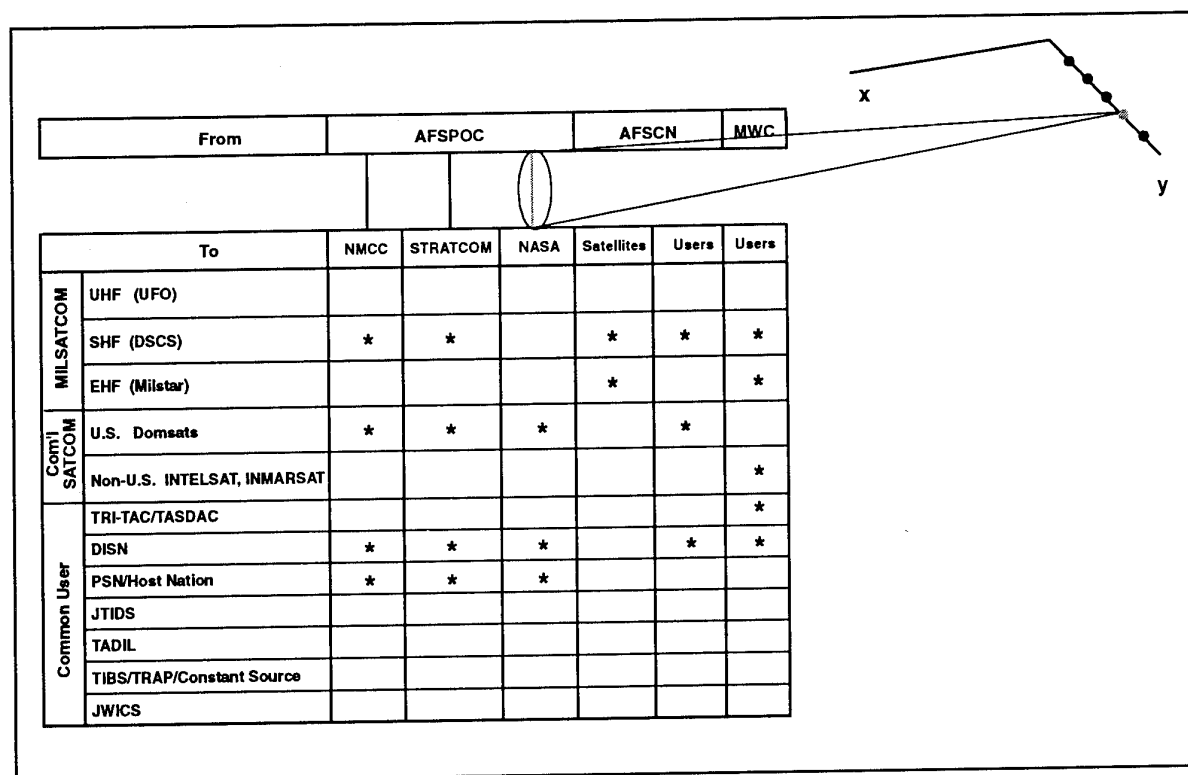 x
y
From AFSPOC AFSCN MWC
To NMCC STRATCOM NASA Satellites Users Users
MILSATCOM
UHF (UFO)
SHF (DSCS) * * * * *
EHF (Milstar) * *
Com'l
SATCOM
U.S. Domsats * * * *
Non-U.S. INTELSAT, INMARSAT *
Common User
TRI-TAC/TASDAC *
DISN * * * * *
PSN/Host Nation * * *
JTIDS
TADIL
TIBS/TRAP/Constant Source
JWICS